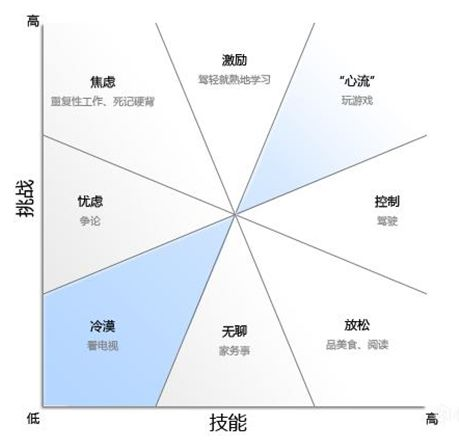 高
激励
驾轻就熟地学习
焦虑
重复性工作、死记硬背
“心流”
玩游戏
挑战
忧虑
争论
控制
驾驶
冷漠
看电视
无聊
家务事
放松
品美食、阅读
低
技能
高